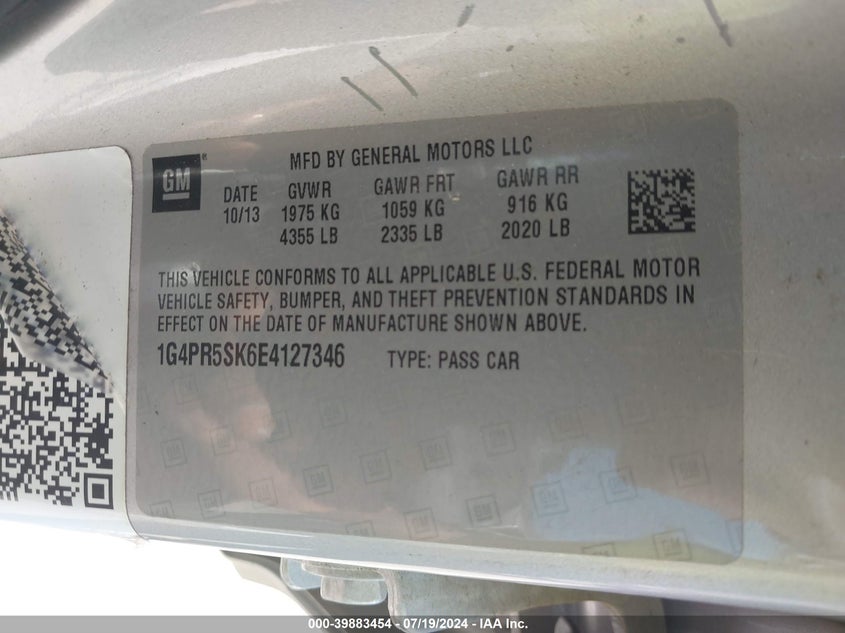 GM ® MFD BY GENERAL MOTORS LLC
DATE GVWR GAWR FRT GAWR RR
10/13 1975 KG 1059 KG 916 KG
4355 LB 2335 LB 2020 LB
THIS VEHICLE CONFORMS TO ALL APPLICABLE U.S. FEDERAL MOTOR
VEHICLE SAFETY, BUMPER, AND THEFT PREVENTION STANDARDS IN
EFFECT ON THE DATE OF MANUFACTURE SHOWN ABOVE.
1G4PR5SK6E4127346 TYPE: PASS CAR
000-39883454 - 07/19/2024 - IAA Inc.